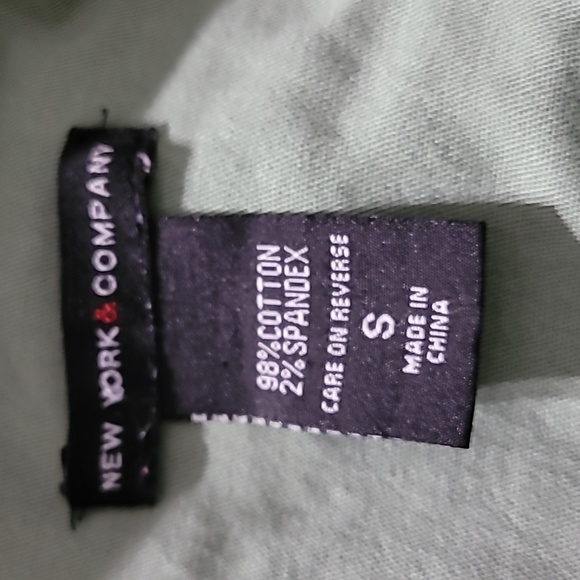 NEW YORK & COMPANY
98% COTTON
2% SPANDEX
CARE ON REVERSE
S
MADE IN
CHINA